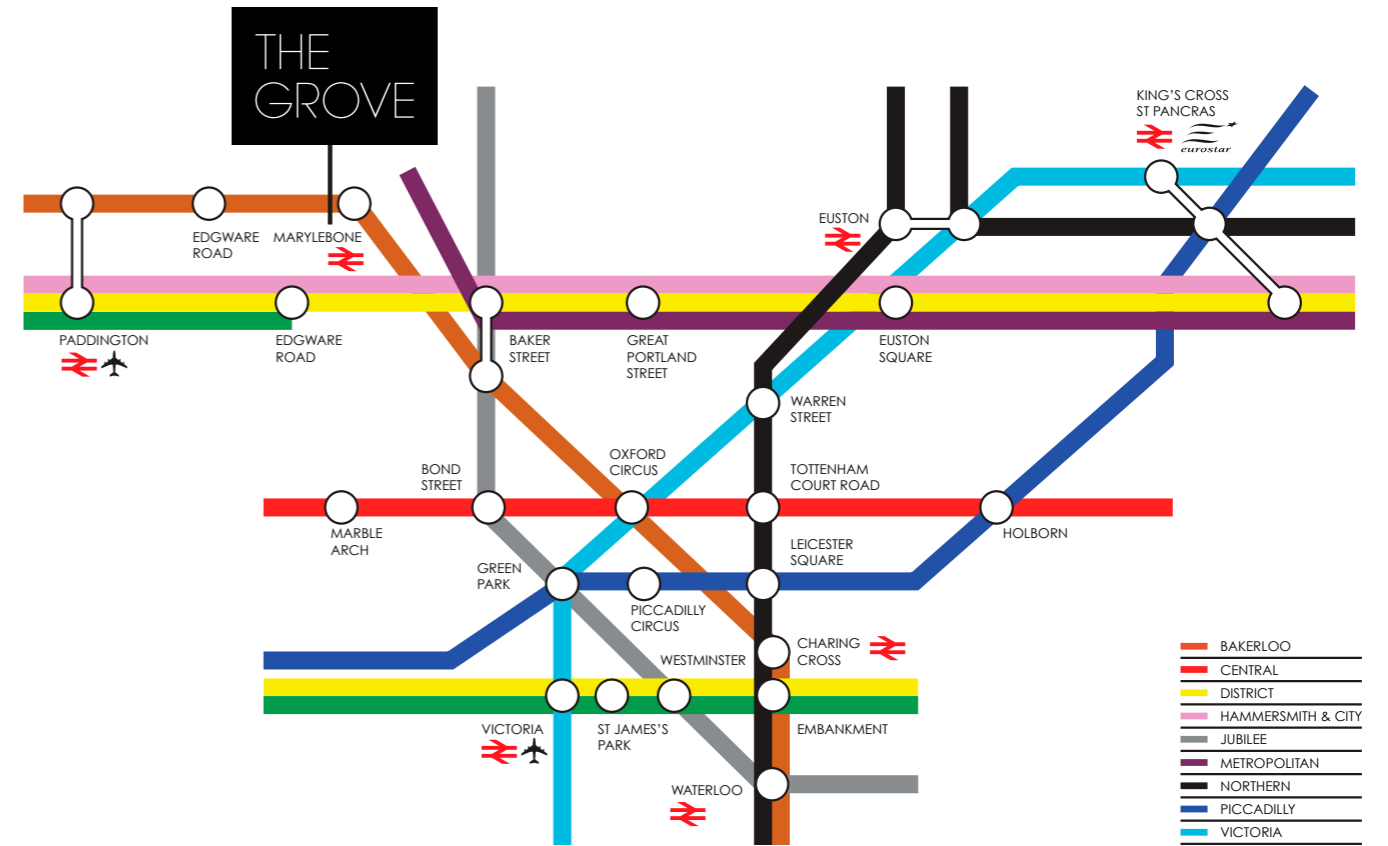 THE
GROVE
KING'S CROSS
ST PANCRAS
eurostar
EUSTON
EDGWARE
ROAD
MARYLEBONE
PADDINGTON
EDGWARE
ROAD
BAKER
STREET
GREAT
PORTLAND
STREET
EUSTON
SQUARE
WARREN
STREET
BOND
STREET
OXFORD
CIRCUS
TOTTENHAM
COURT ROAD
MARBLE
ARCH
HOLBORN
GREEN
PARK
LEICESTER
SQUARE
PICCADILLY
CIRCUS
WESTMINSTER
CHARING
CROSS
VICTORIA
ST JAMES'S
PARK
EMBANKMENT
WATERLOO
BAKERLOO
CENTRAL
DISTRICT
HAMMERSMITH & CITY
JUBILEE
METROPOLITAN
NORTHERN
PICCADILLY
VICTORIA